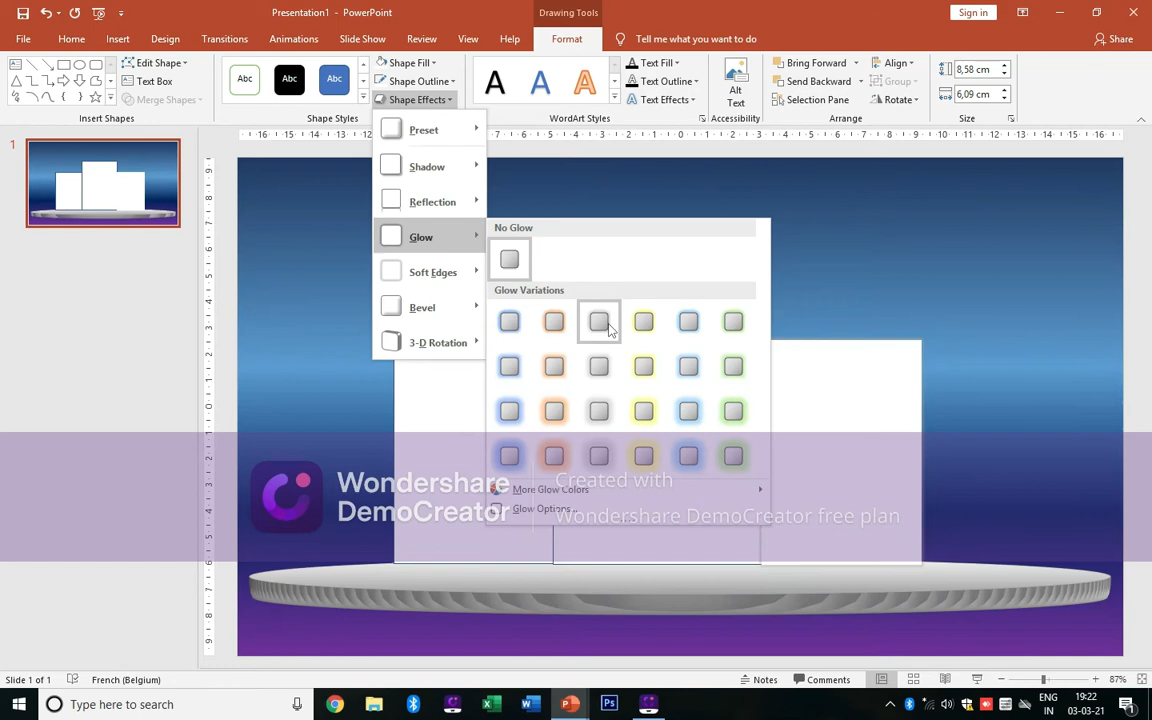 Presentation1 - PowerPoint
Drawing Tools
Sign in
File
Home
Insert
Design
Transitions
Animations
Slide Show
Review
View
Help
Format
Tell me what you want to do
Share
Edit Shape
Text Box
Merge Shapes
Insert Shapes
Abc
Abc
Abc
Shape Fill
Shape Outline
Shape Effects
Shape Styles
A
A
A
Text Fill
Text Outline
Text Effects
WordArt Styles
Alt
Text
Accessibility
Bring Forward
Send Backward
Selection Pane
Align
Group
Rotate
Arrange
8,58 cm
6,09 cm
Size
1
Preset
Shadow
Reflection
Glow
Soft Edges
Bevel
3-D Rotation
No Glow
Glow Variations
More Glow Colors
Glow Options...
Wondershare
DemoCreator
Created with
Wondershare DemoCreator free plan
Slide 1 of 1
French (Belgium)
Notes
Comments
87%
Type here to search
ENG
IN
19:22
03-03-21
1